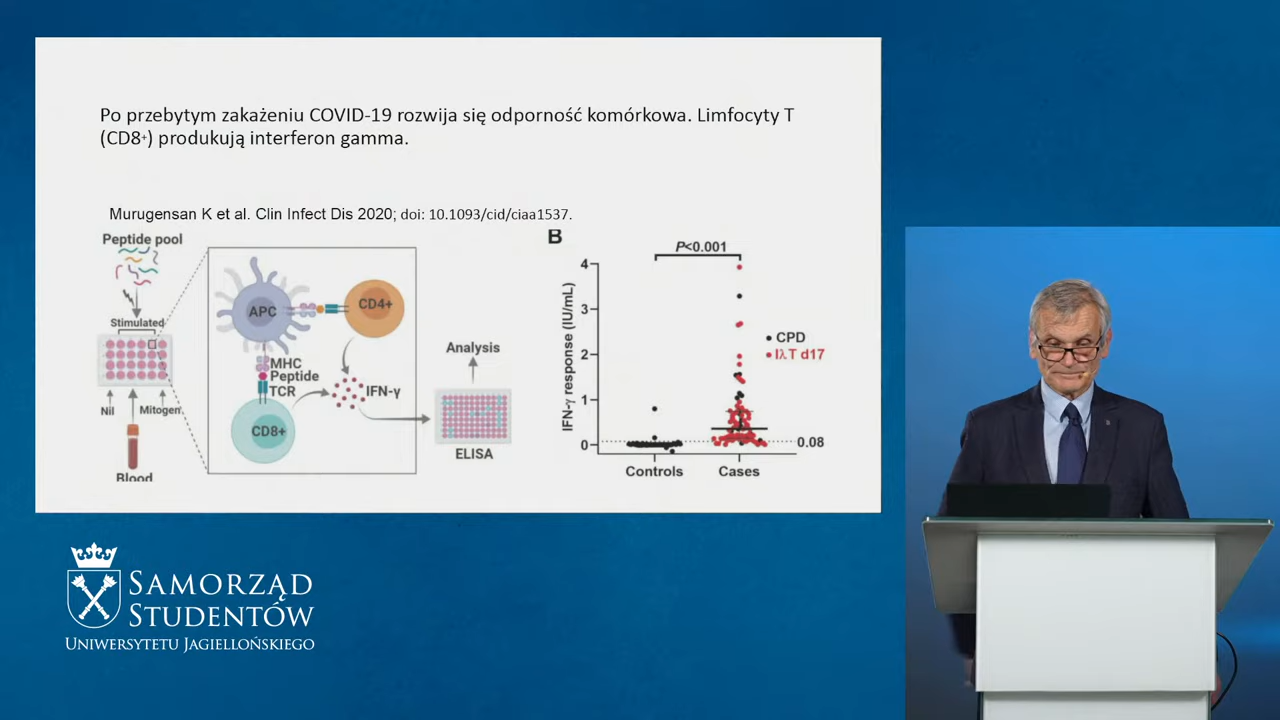 Po przebytym zakażeniu COVID-19 rozwija się odporność komórkowa. Limfocyty T
(CD8+) produkują interferon gamma.
Murugensan K et al. Clin Infect Dis 2020; doi: 10.1093/cid/ciaa1537.
Peptide pool
Stimulated
Nil
Mitogen
Blood
APC
CD4+
MHC
Peptide
TCR
IFN-γ
CD8+
Analysis
ELISA
B
P<0.001
IFN-γ response (IU/mL)
4
3
2
1
0
CPD
IλT d17
0.08
Controls
Cases
SAMORZĄD
STUDENTÓW
UNIWERSYTETU JAGIELLOŃSKIEGO